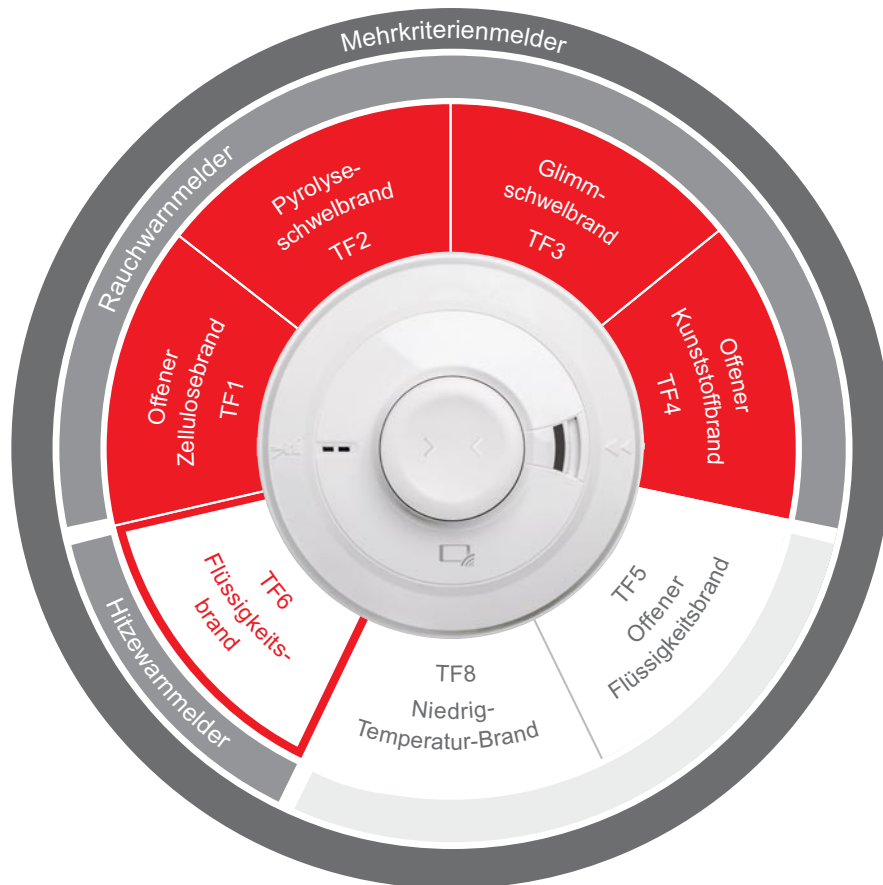 Mehrkriterienmelder
Rauchwarnmelder
Pyrolyse-
schwelbrand
TF2
Glimm-
schwelbrand
TF3
Offener
Zellulosebrand
TF1
Offener
Kunststoffbrand
TF4
TF6
Flüssigkeits-
brand
TF5
Offener
Flüssigkeitsbrand
TF8
Niedrig-
Temperatur-Brand
Hitzewarnmelder